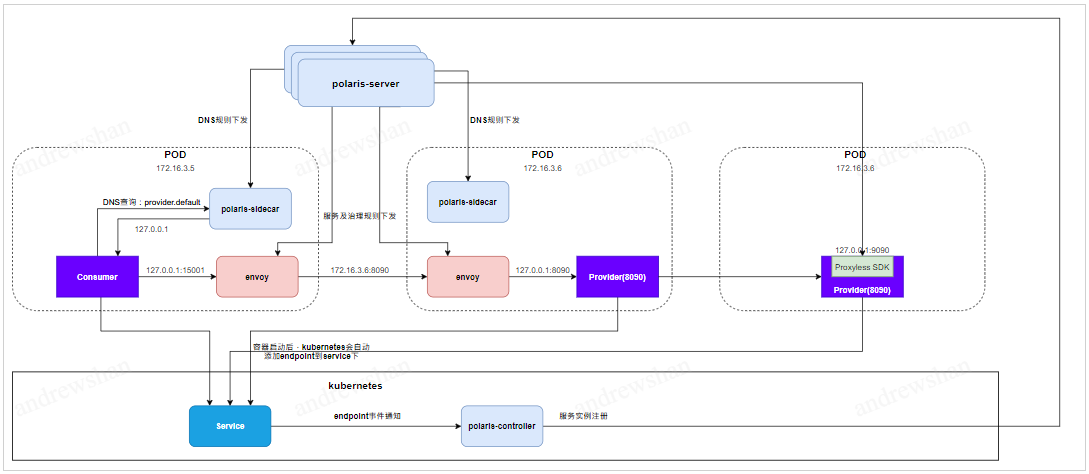 polaris-server
DNS规则下发
DNS规则下发
POD
172.16.3.5
POD
172.16.3.6
POD
172.16.3.6
DNS查询：provider.default
polaris-sidecar
127.0.0.1
polaris-sidecar
服务及治理规则下发
Consumer
127.0.0.1:15001
envoy
172.16.3.6:8090
envoy
127.0.0.1:8090
Provider(8090)
127.0.0.1:9090
Proxyless SDK
Provider(8090)
容器启动后，kubernetes会自动
添加endpoint到service下
kubernetes
Service
endpoint事件通知
polaris-controller
服务实例注册
andrewshan
andrewshan
andrewshan
andrewshan
andrewshan
andrewshan
andrewshan
andrewshan